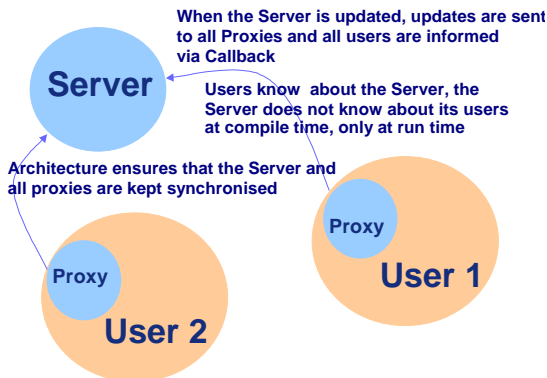 When the Server is updated, updates are sent
to all Proxies and all users are informed
via Callback
Server
Users know about the Server, the
Server does not know about its users
at compile time, only at run time
Architecture ensures that the Server and
all proxies are kept synchronised
Proxy
User 1
Proxy
User 2